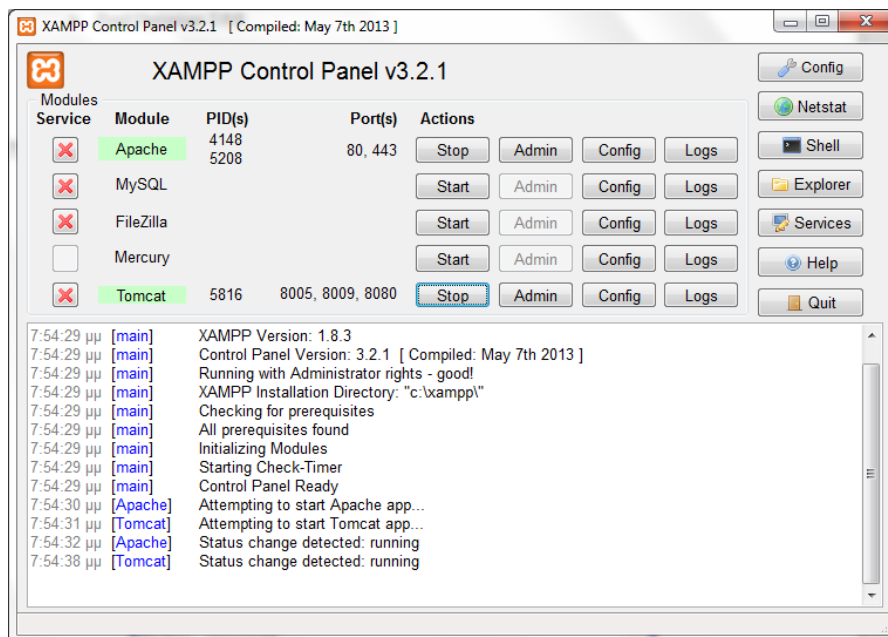 XAMPP Control Panel v3.2.1 [ Compiled: May 7th 2013 ]
XAMPP Control Panel v3.2.1
Config
Netstat
Shell
Explorer
Services
Help
Quit
Modules
Service Module PID(s) Port(s) Actions
Apache 4148 5208 80, 443 Stop Admin Config Logs
MySQL Start Admin Config Logs
FileZilla Start Admin Config Logs
Mercury Start Admin Config Logs
Tomcat 5816 8005, 8009, 8080 Stop Admin Config Logs
7:54:29 μμ [main] XAMPP Version: 1.8.3
7:54:29 μμ [main] Control Panel Version: 3.2.1 [ Compiled: May 7th 2013 ]
7:54:29 μμ [main] Running with Administrator rights - good!
7:54:29 μμ [main] XAMPP Installation Directory: "c:\xampp\"
7:54:29 μμ [main] Checking for prerequisites
7:54:29 μμ [main] All prerequisites found
7:54:29 μμ [main] Initializing Modules
7:54:29 μμ [main] Starting Check-Timer
7:54:29 μμ [main] Control Panel Ready
7:54:30 μμ [Apache] Attempting to start Apache app...
7:54:31 μμ [Tomcat] Attempting to start Tomcat app...
7:54:32 μμ [Apache] Status change detected: running
7:54:38 μμ [Tomcat] Status change detected: running